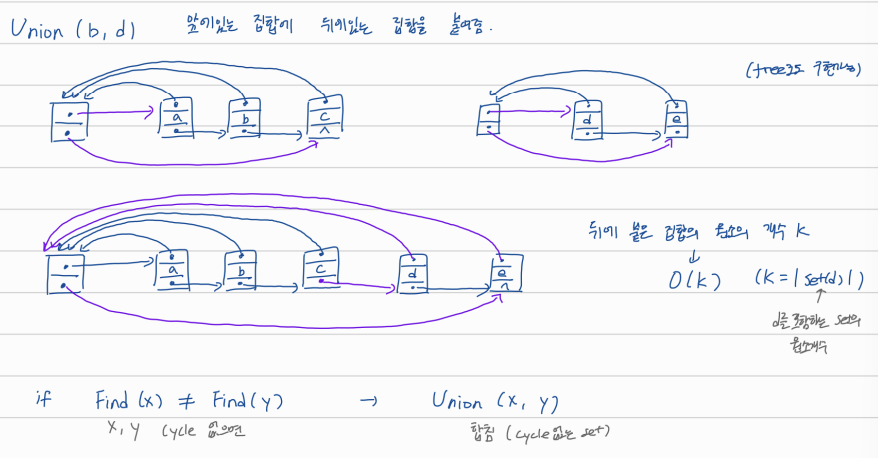 Union (b, d) 앞에있는 집합에 뒤에있는 집합을 붙여줌.
(tree로도 구현가능)
a b c ^
d e
a b c d e ^
뒤에 붙은 집합의 원소의 개수 k
↓
O(k) (k = | set(d) | )
↑
d를 포함하는 set의
원소개수
if Find (x) ≠ Find (y) → Union (x, y)
x, y cycle 없으면 합침 (cycle 없는 set)